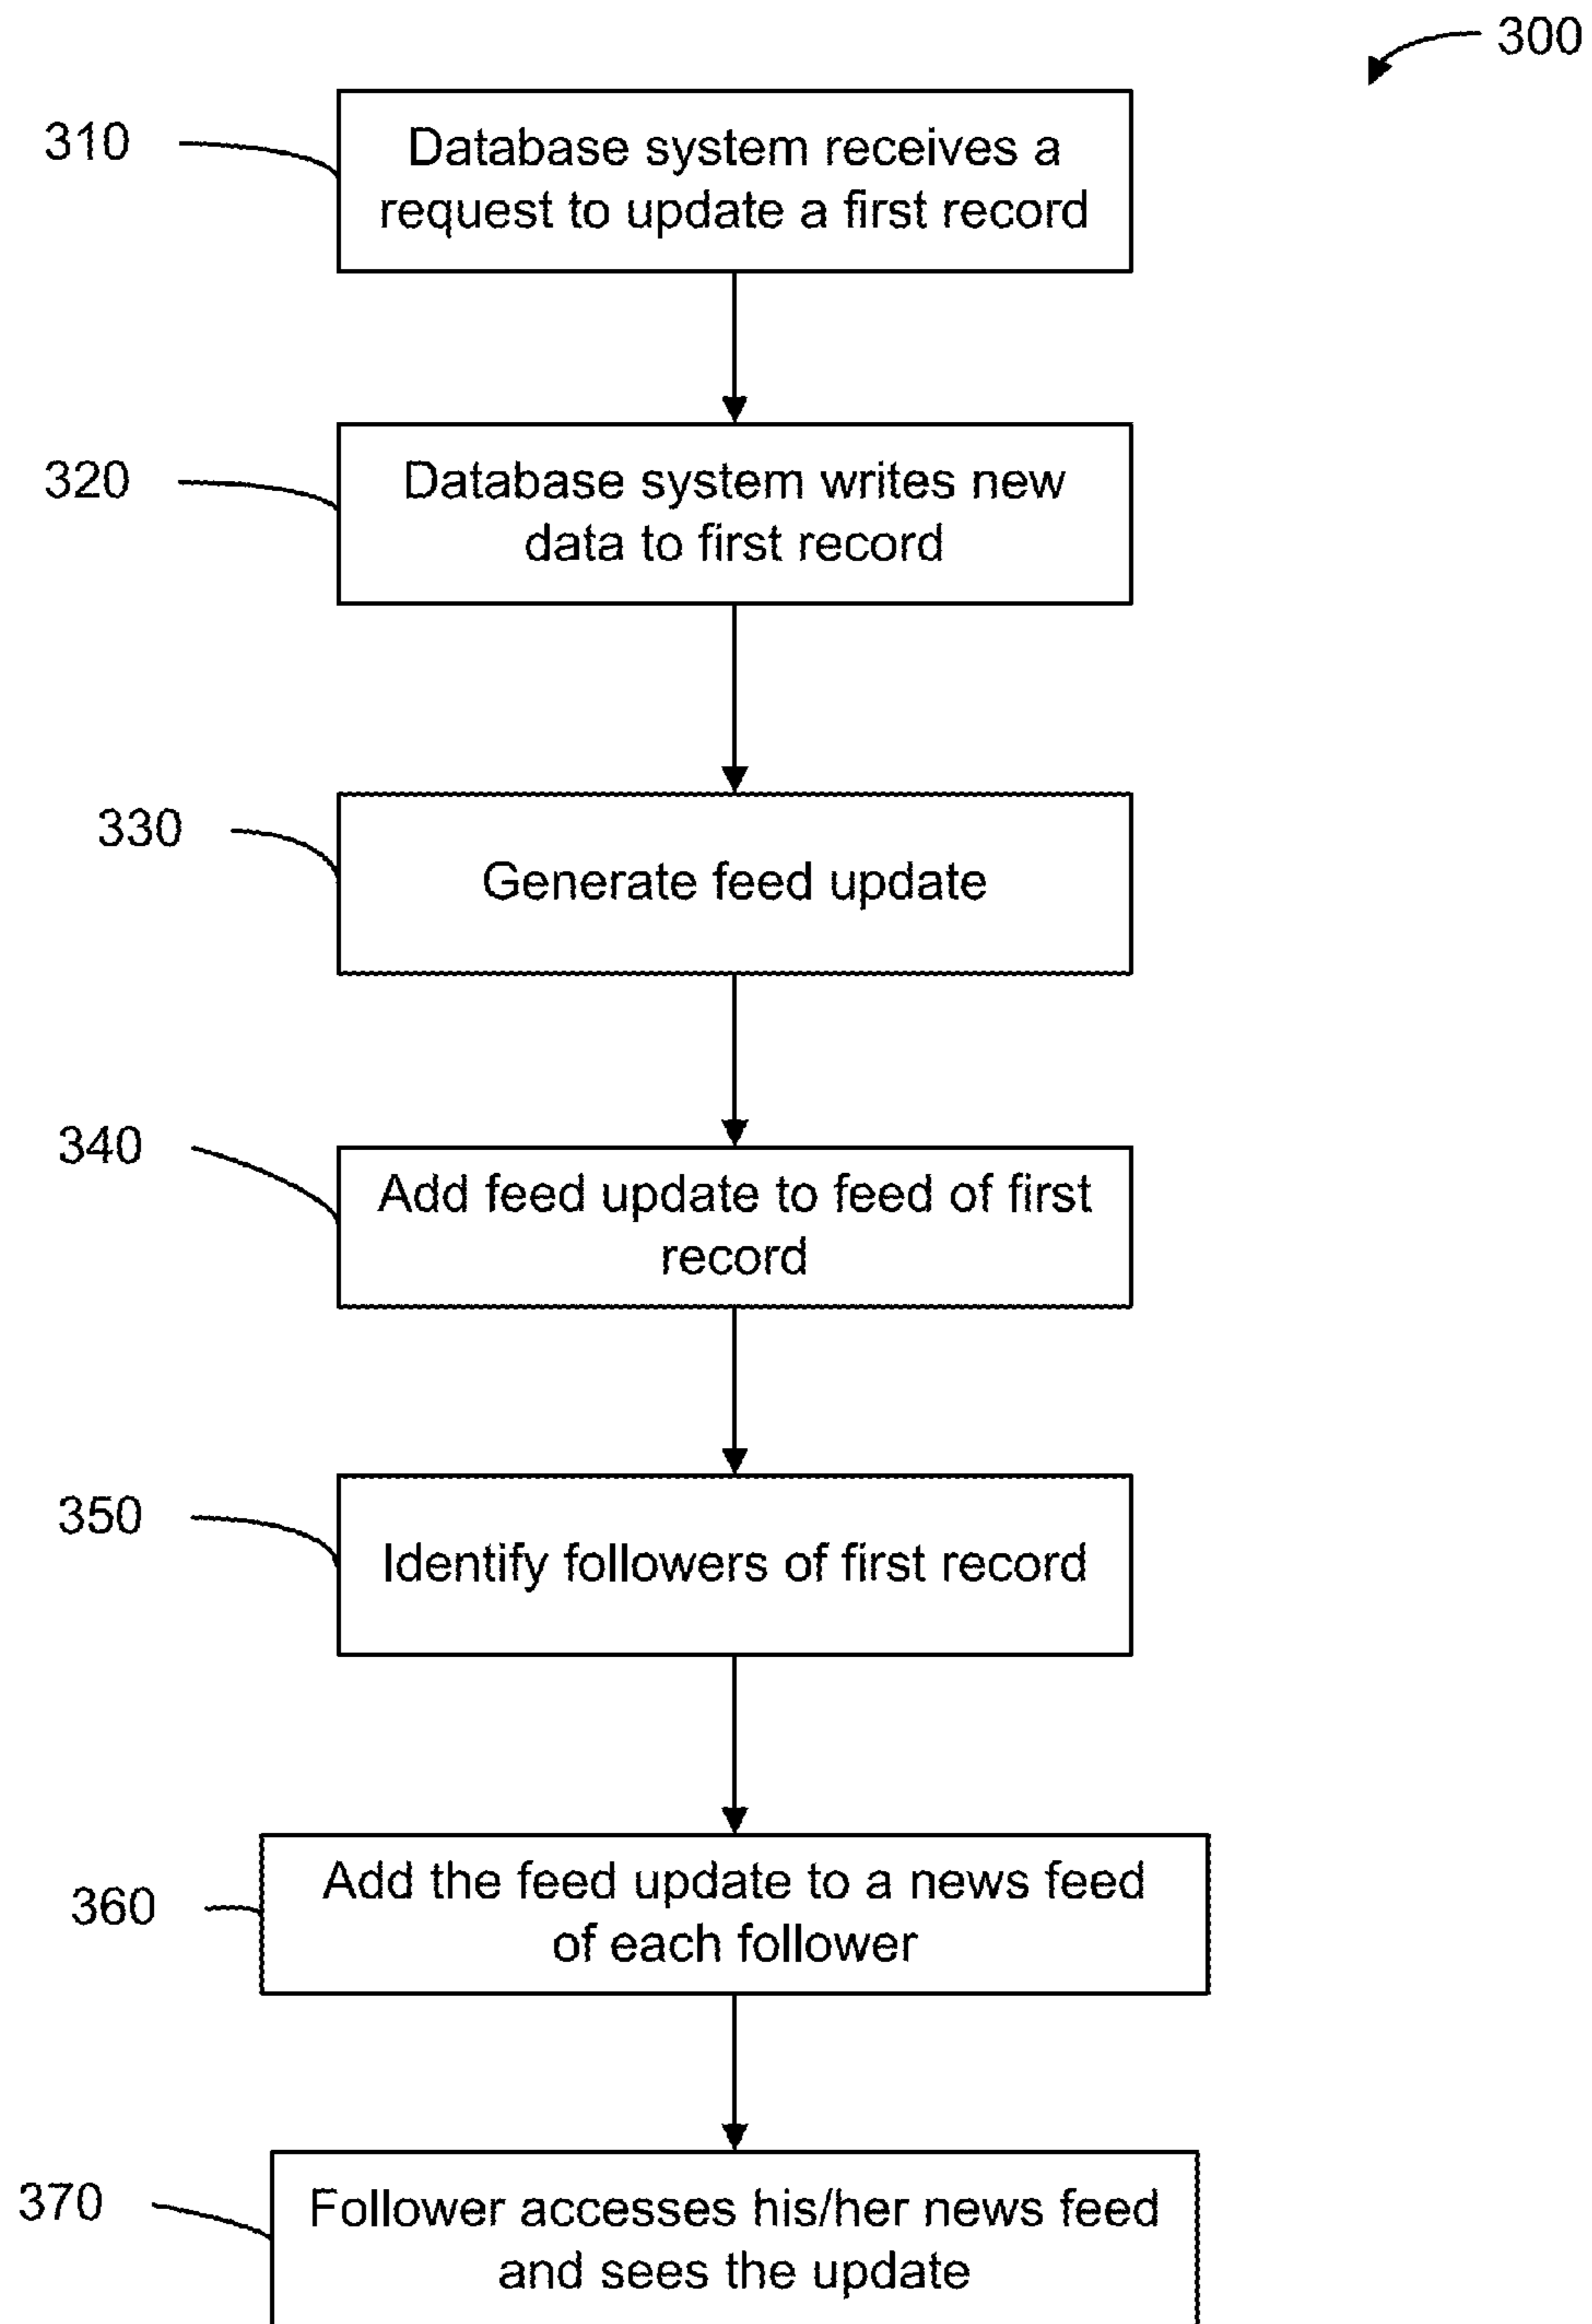 300
310
Database system receives a
request to update a first record
320
Database system writes new
data to first record
330
Generate feed update
340
Add feed update to feed of first
record
350
Identify followers of first record
360
Add the feed update to a news feed
of each follower
370
Follower accesses his/her news feed
and sees the update